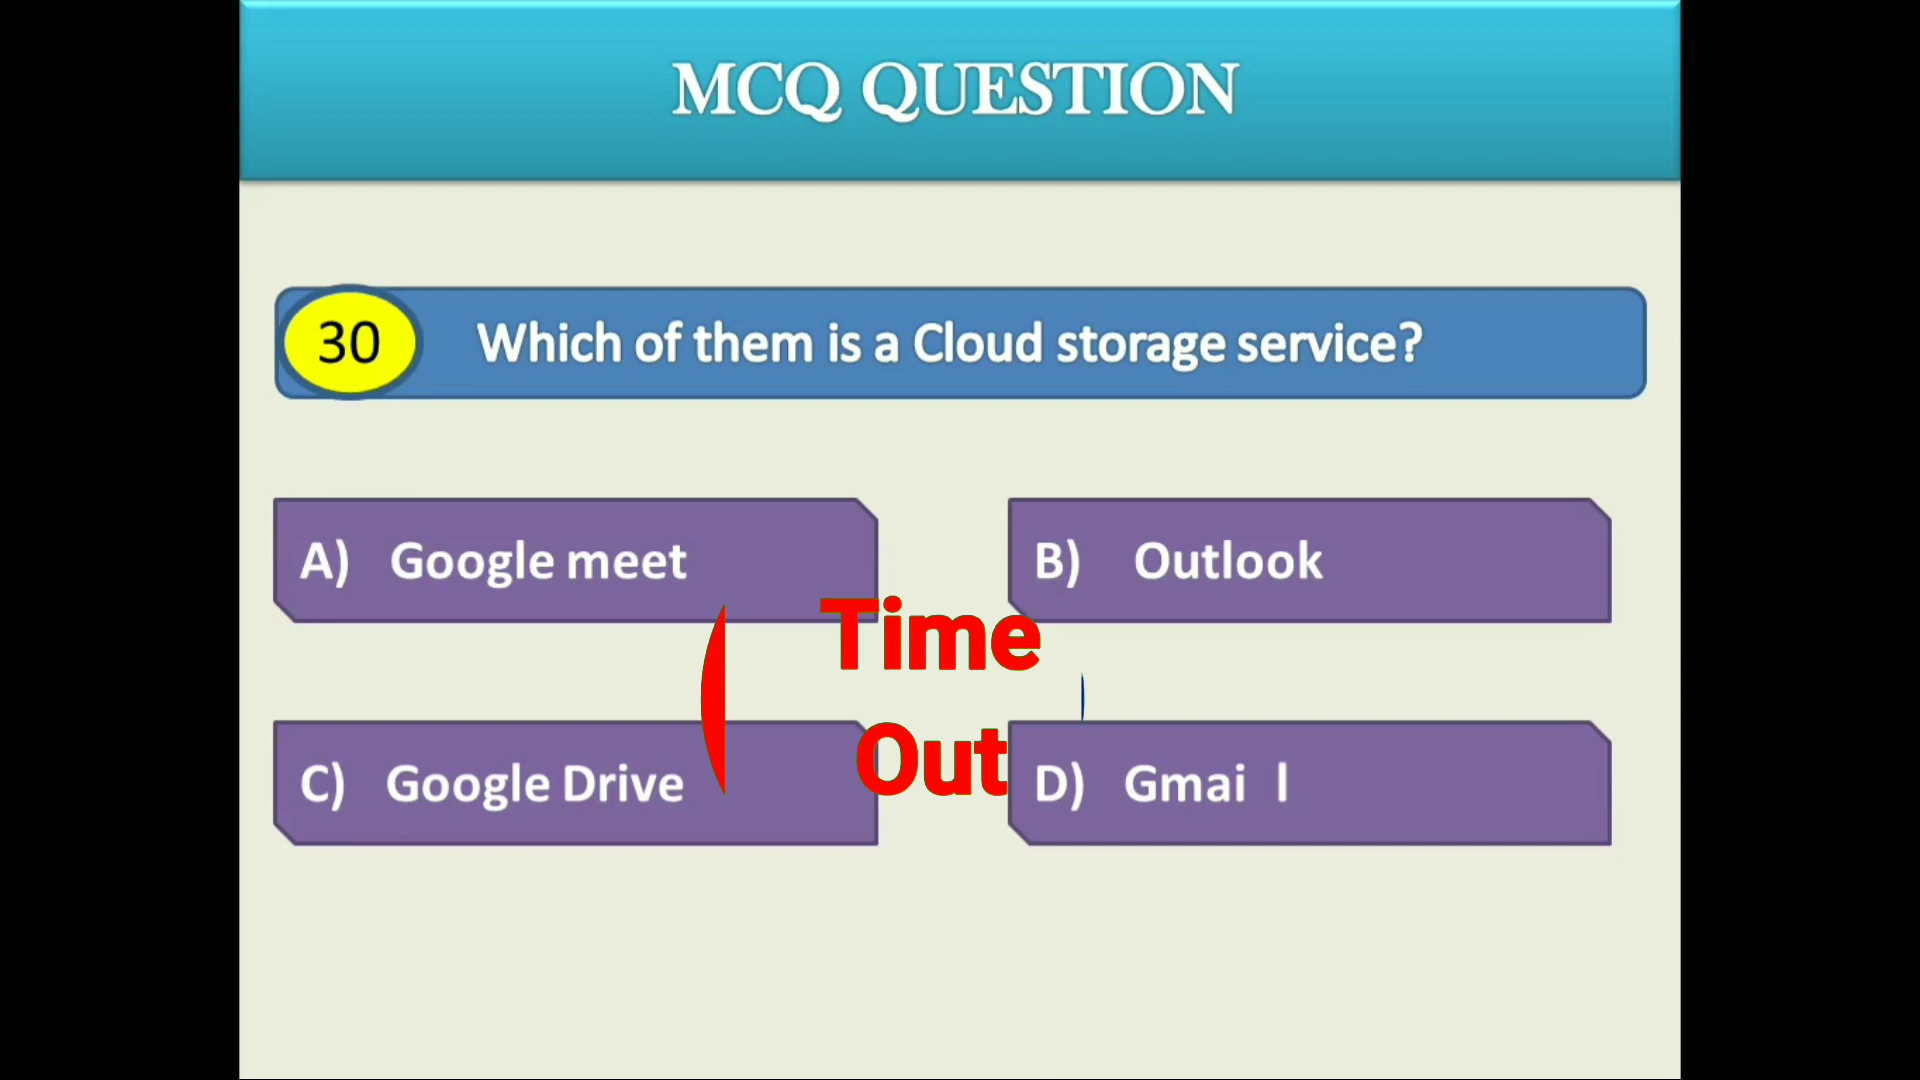 MCQ QUESTION
30 Which of them is a Cloud storage service?
A) Google meet
B) Outlook
Time
Out
C) Google Drive
D) Gmai l